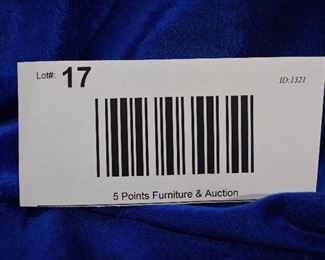 Lot#: 17 ID:1321
5 Points Furniture & Auction